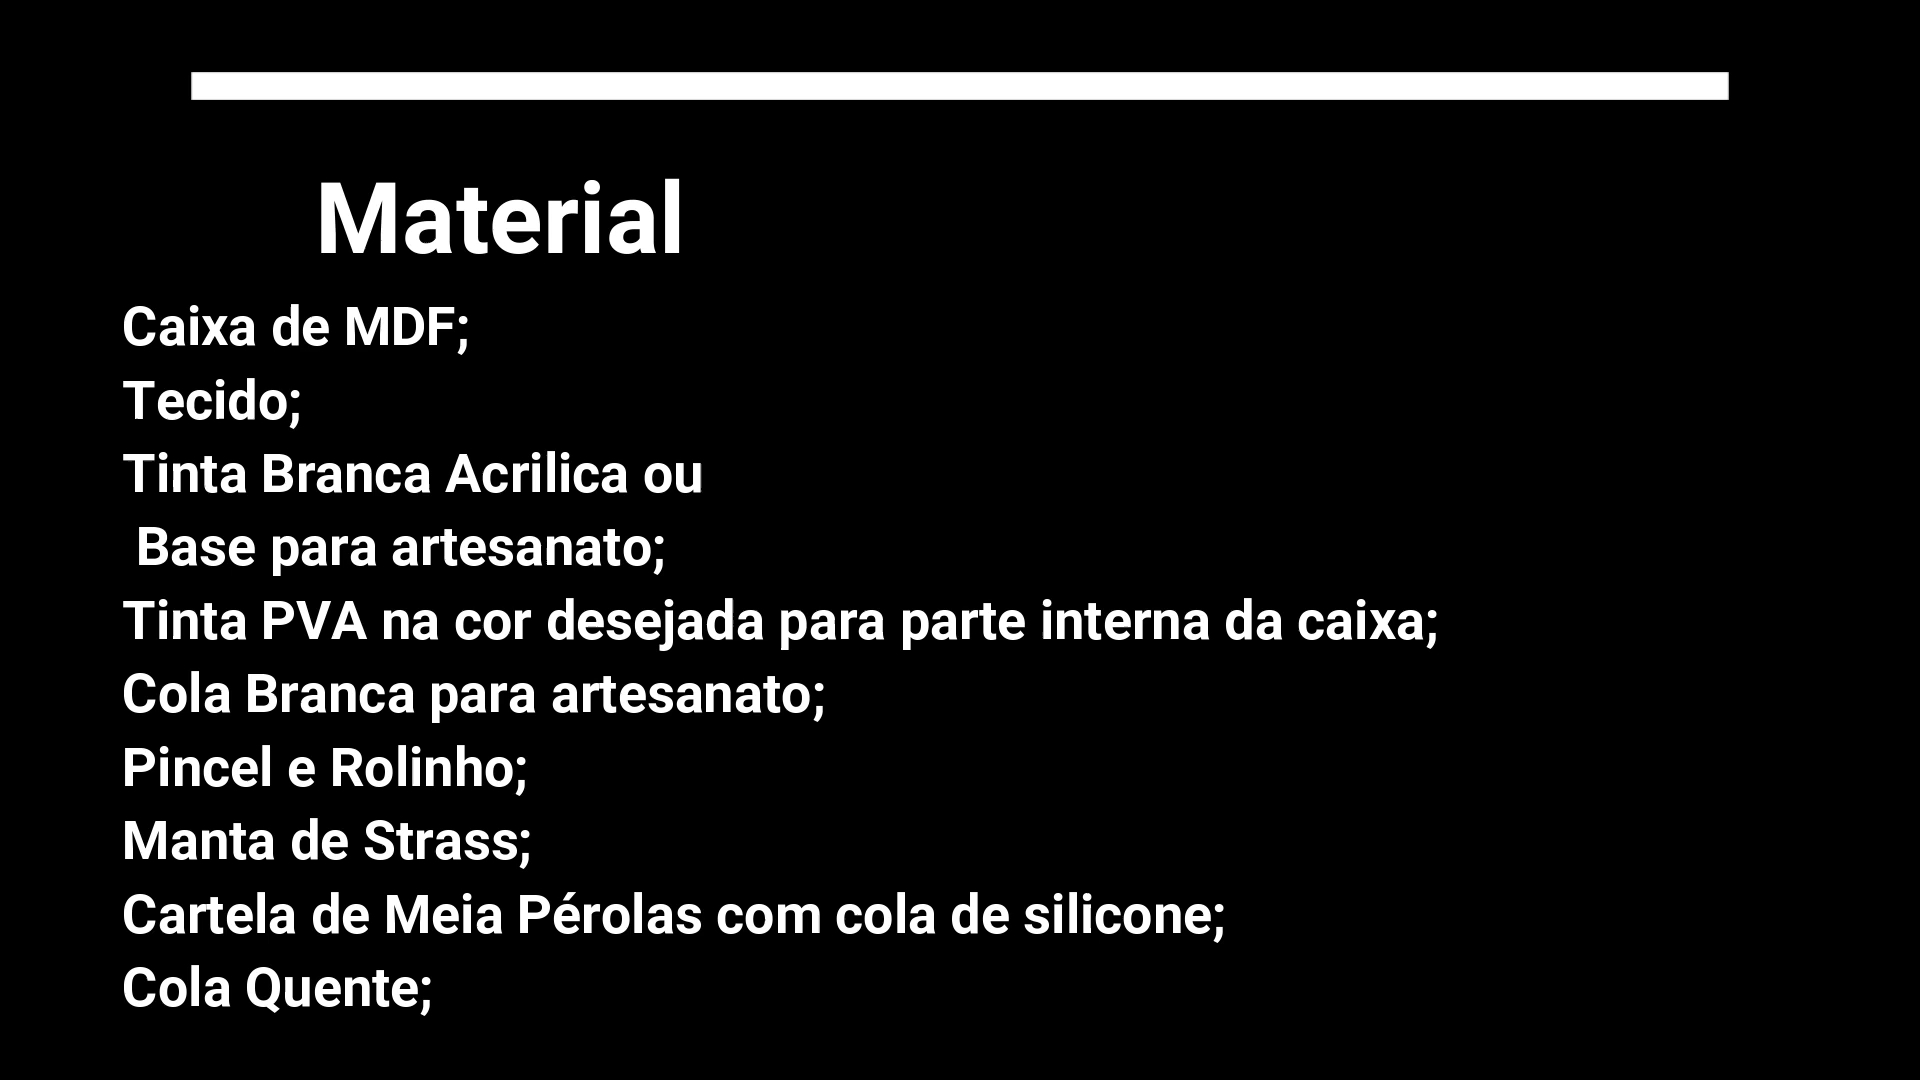 Material
Caixa de MDF;
Tecido;
Tinta Branca Acrilica ou
Base para artesanato;
Tinta PVA na cor desejada para parte interna da caixa;
Cola Branca para artesanato;
Pincel e Rolinho;
Manta de Strass;
Cartela de Meia Pérolas com cola de silicone;
Cola Quente;